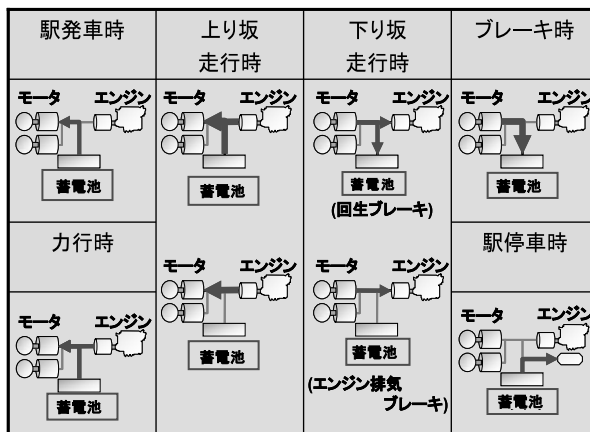 駅発車時
モータ エンジン
蓄電池
力行時
モータ エンジン
蓄電池
上り坂
走行時
モータ エンジン
蓄電池
モータ エンジン
蓄電池
下り坂
走行時
モータ エンジン
蓄電池
(回生ブレーキ)
モータ エンジン
蓄電池
(エンジン排気
ブレーキ)
ブレーキ時
モータ エンジン
蓄電池
駅停車時
モータ エンジン
蓄電池